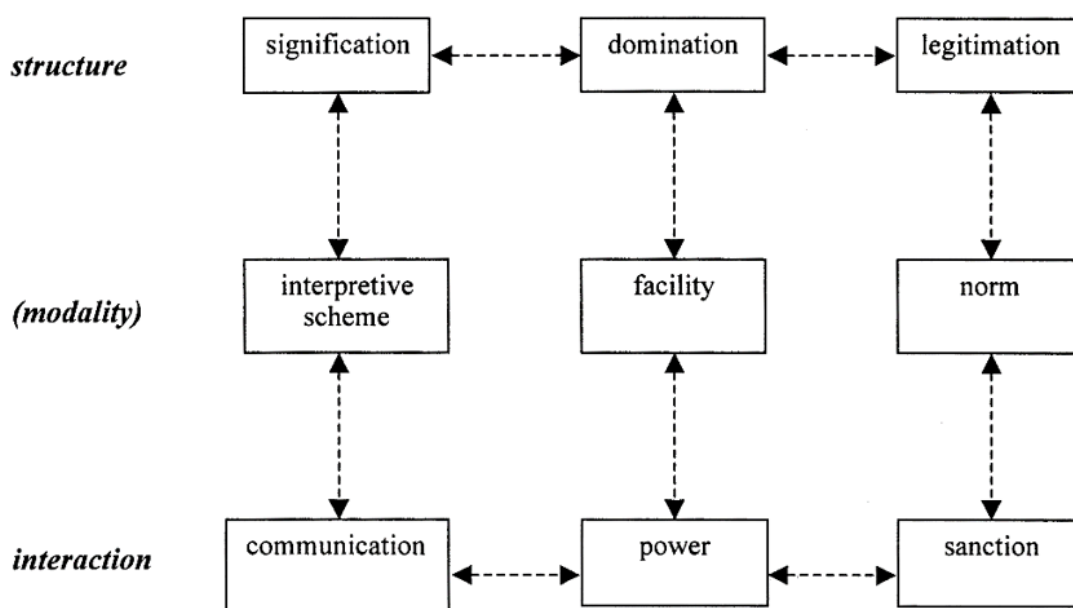 structure
signification
domination
legitimation
(modality)
interpretive
scheme
facility
norm
interaction
communication
power
sanction